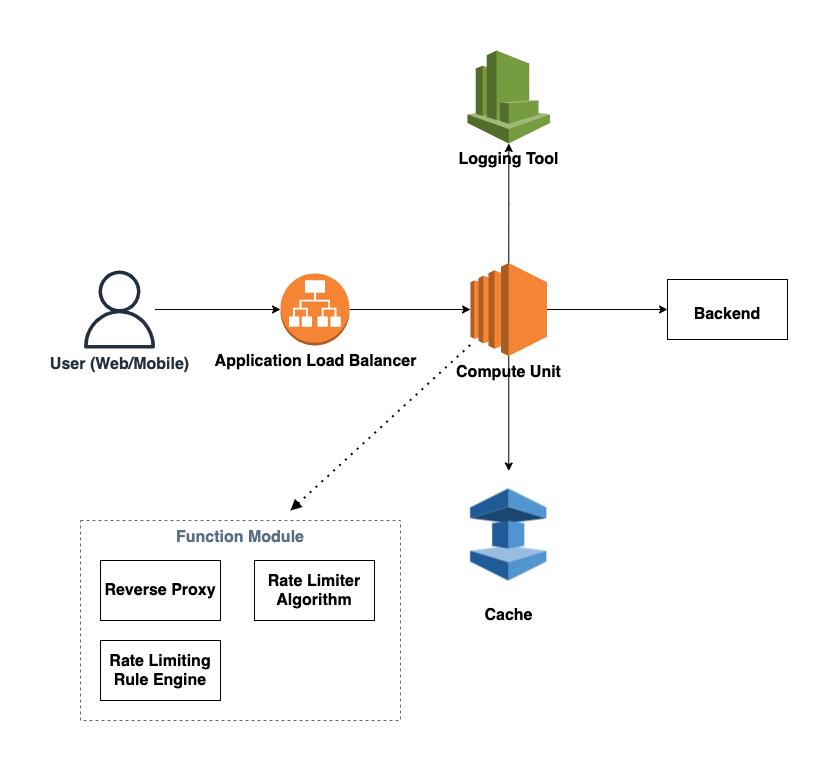 Logging Tool
Backend
User (Web/Mobile)
Application Load Balancer
Compute Unit
Function Module
Reverse Proxy
Rate Limiter
Algorithm
Rate Limiting
Rule Engine
Cache